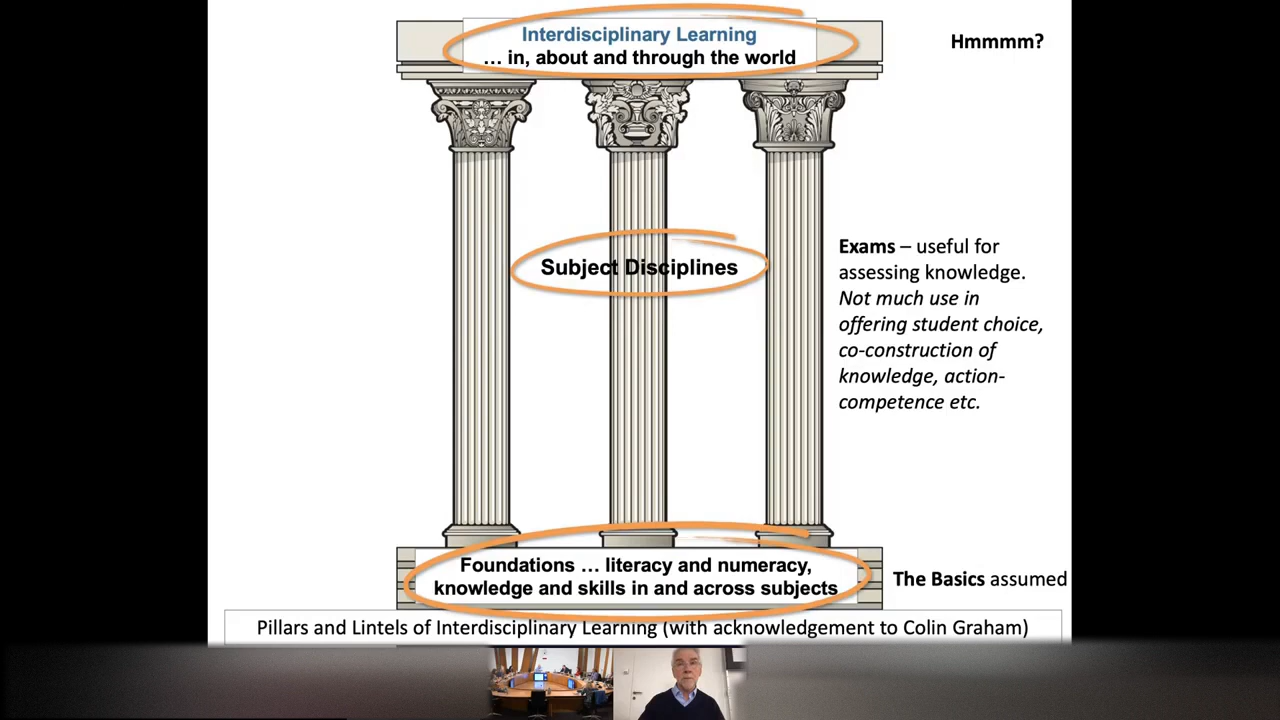 Interdisciplinary Learning
... in, about and through the world
Hmmmm?
Subject Disciplines
Exams – useful for
assessing knowledge.
Not much use in
offering student choice,
co-construction of
knowledge, action-
competence etc.
Foundations ... literacy and numeracy,
knowledge and skills in and across subjects
The Basics assumed
Pillars and Lintels of Interdisciplinary Learning (with acknowledgement to Colin Graham)